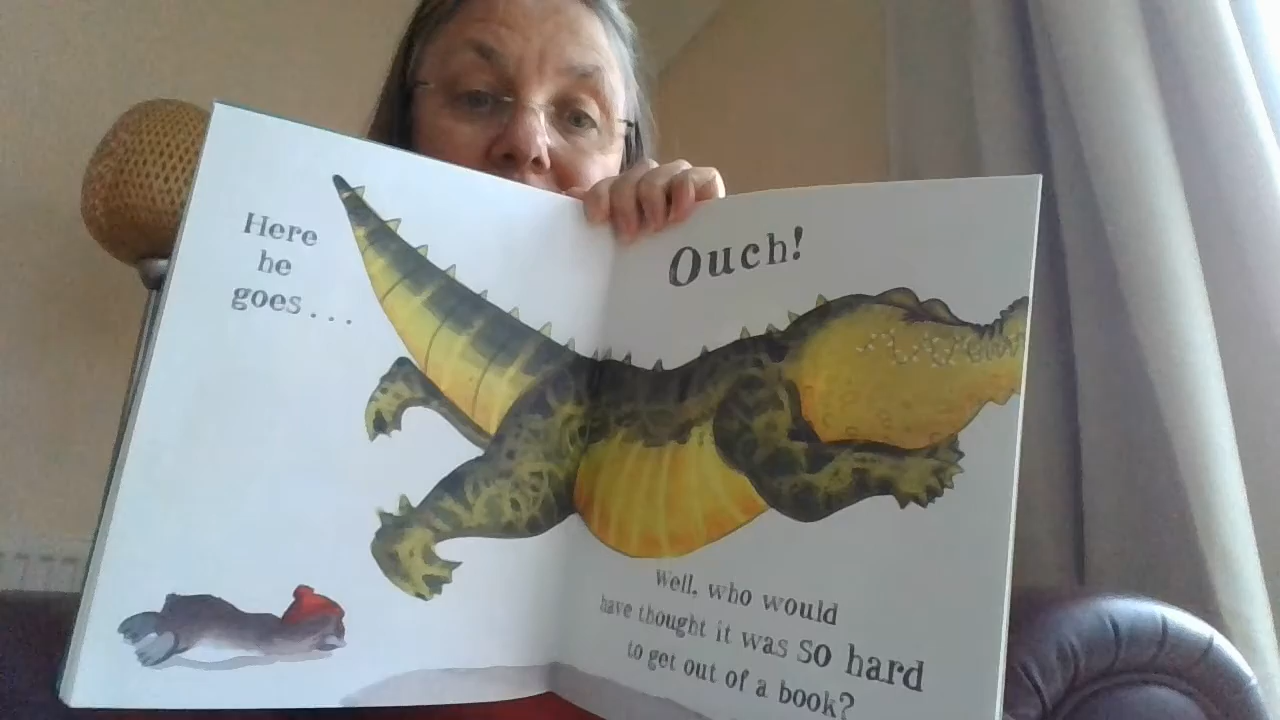 Here
he
goes...
Ouch!
Well, who would
have thought it was so hard
to get out of a book?